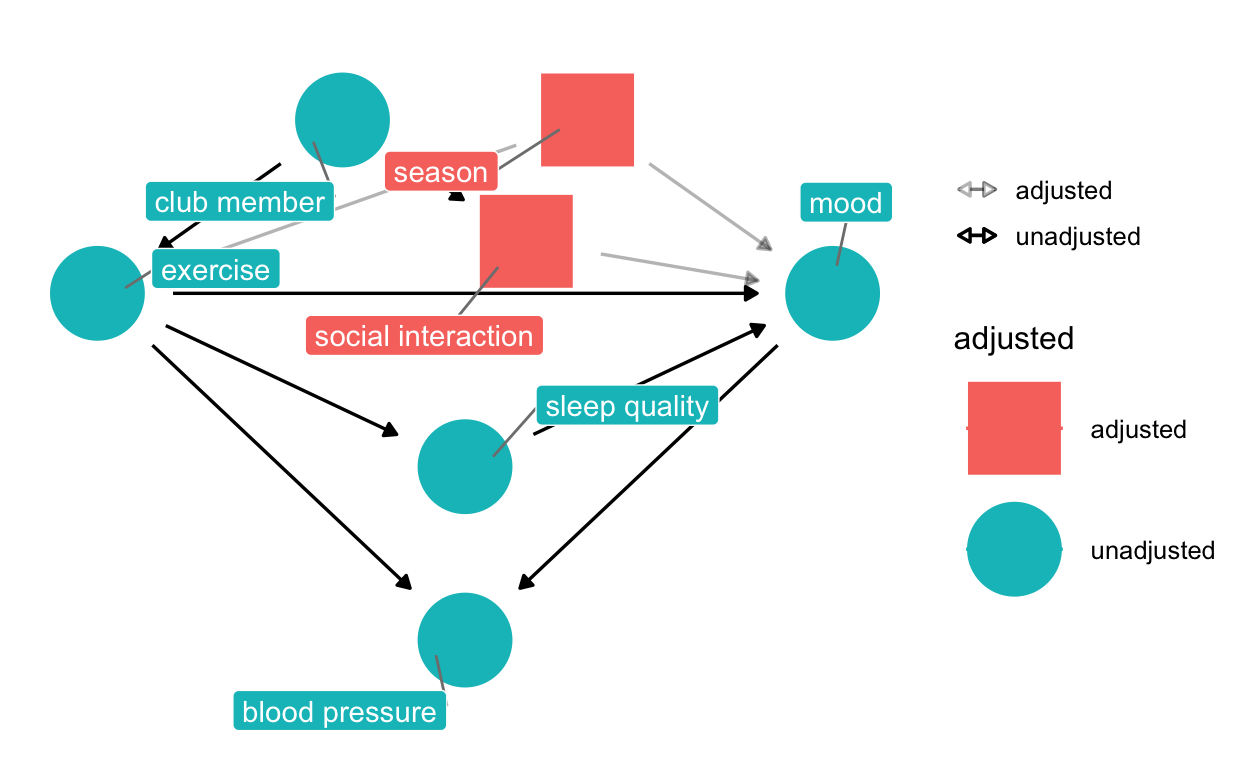 season
club member
mood
exercise
social interaction
sleep quality
blood pressure
adjusted
unadjusted
adjusted
adjusted
unadjusted